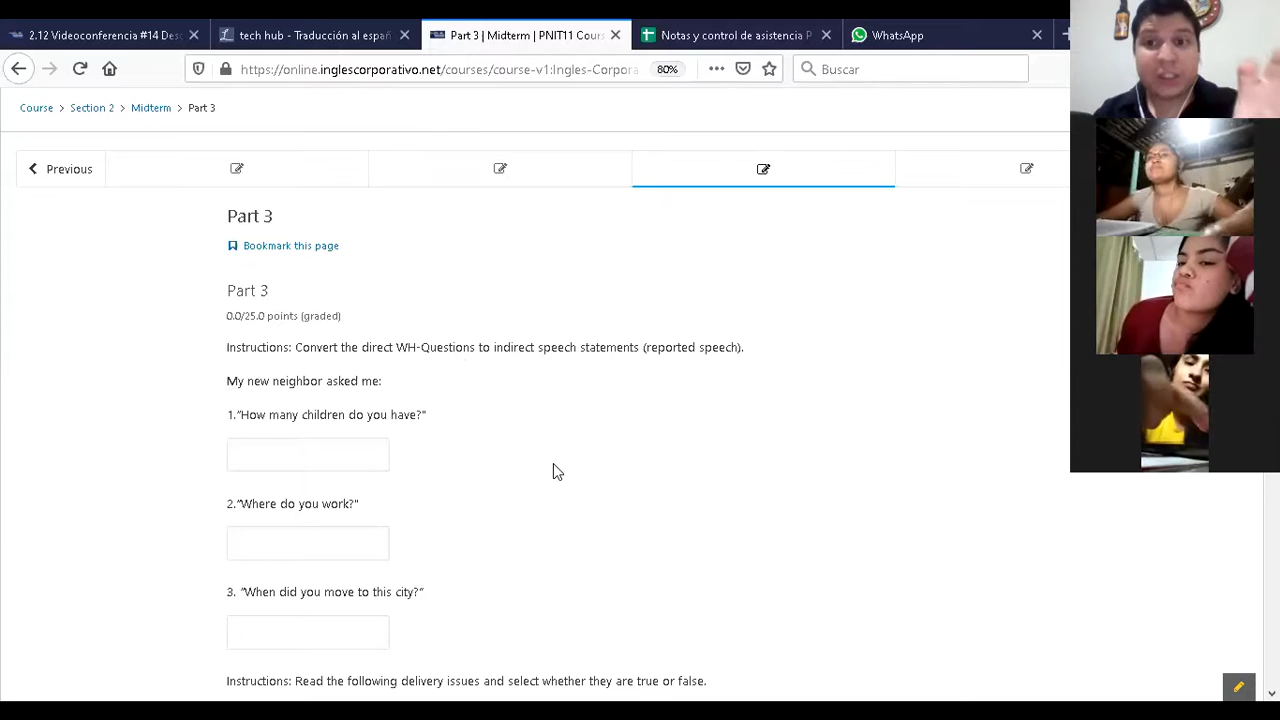 2.12 Videoconferencia #14 Desc
tech hub - Traducción al españ
Part 3 | Midterm | PNIT11 Cours
Notas y control de asistencia P
WhatsApp
https://online.inglescorporativo.net/courses/course-v1:Ingles-Corpora
80%
Buscar
Course > Section 2 > Midterm > Part 3
Previous
Part 3
Bookmark this page
Part 3
0.0/25.0 points (graded)
Instructions: Convert the direct WH-Questions to indirect speech statements (reported speech).
My new neighbor asked me:
1."How many children do you have?"
2."Where do you work?"
3. "When did you move to this city?"
Instructions: Read the following delivery issues and select whether they are true or false.